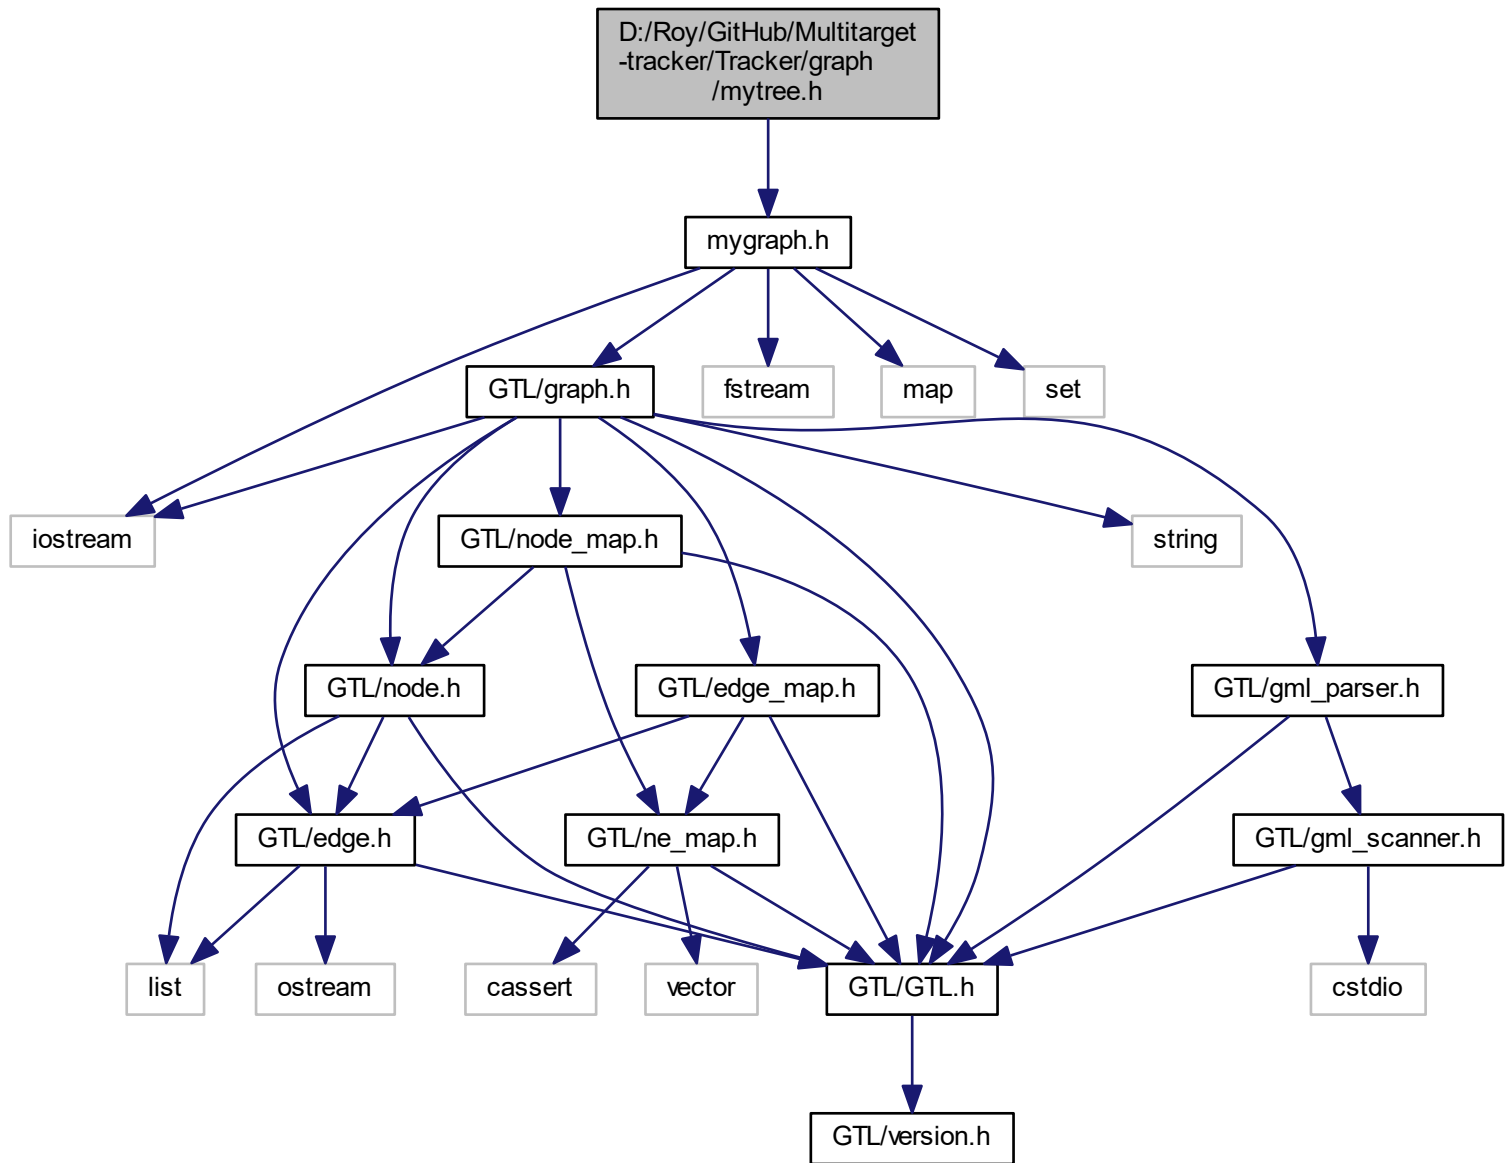 D:/Roy/GitHub/Multitarget
-tracker/Tracker/graph
/mytree.h
mygraph.h
GTL/graph.h
fstream
map
set
iostream
GTL/node_map.h
string
GTL/node.h
GTL/edge_map.h
GTL/gml_parser.h
GTL/edge.h
GTL/ne_map.h
GTL/gml_scanner.h
list
ostream
cassert
vector
GTL/GTL.h
cstdio
GTL/version.h